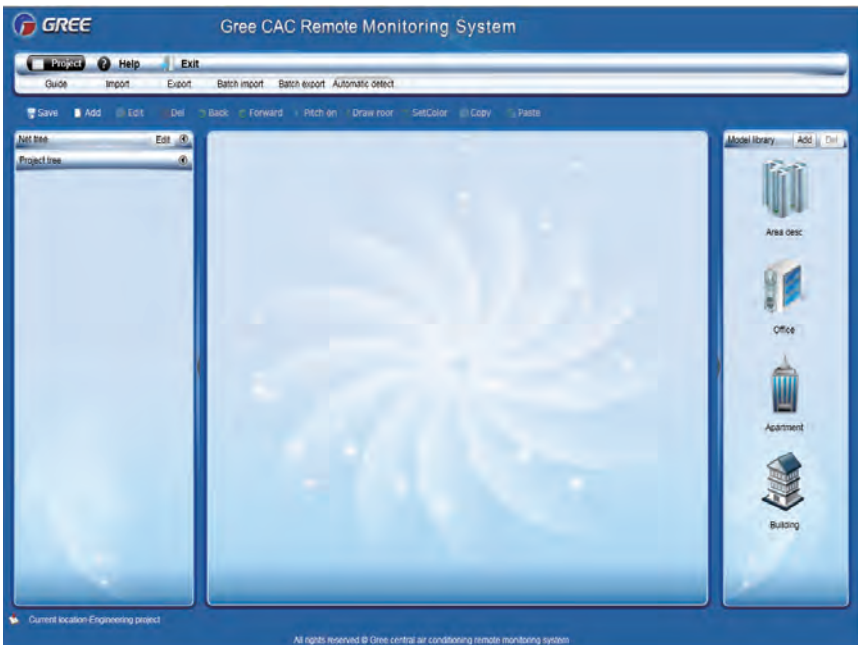 GREE Gree CAC Remote Monitoring System
Project Help Exit
Guide Import Export Batch import Batch export Automatic detect
Save Add Edit Del Back Forward Pitch on Draw roor SetColor Copy Paste
Net tree Edit
Project tree
Model library Add Del
Area desc
Office
Apartment
Building
Current location-Engineering project
All rights reserved © Gree central air conditioning remote monitoring system